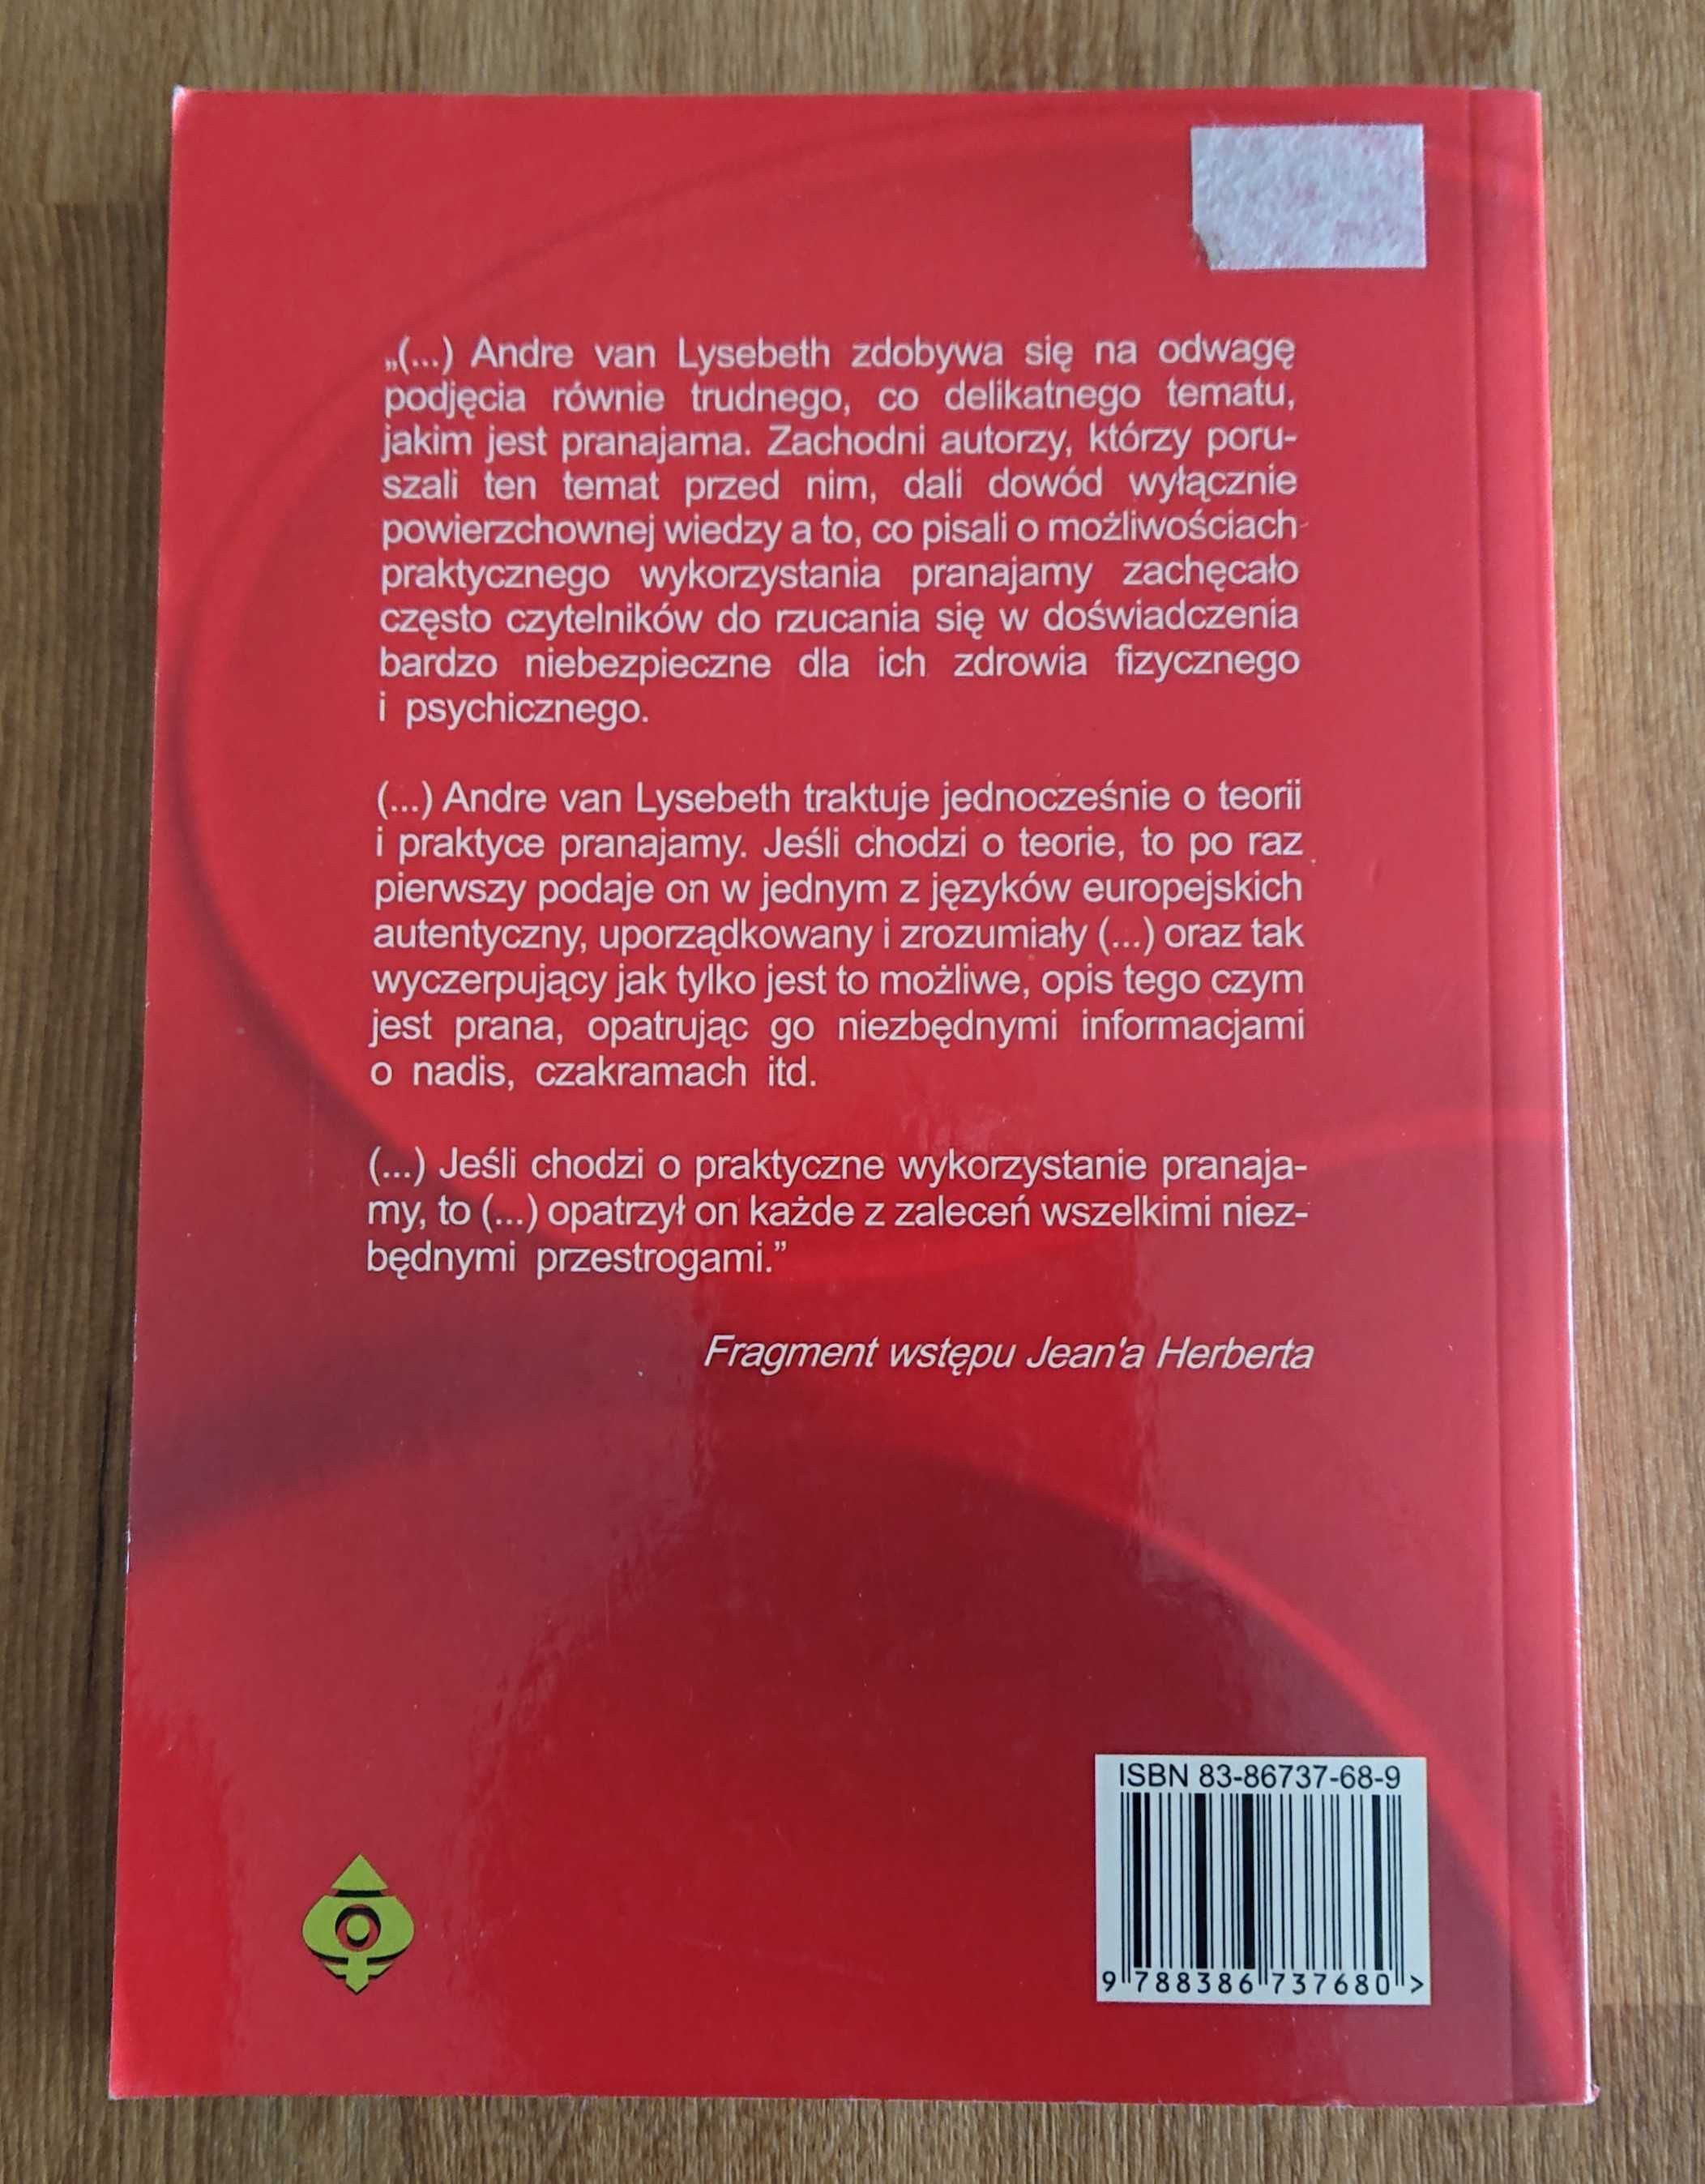 „(...) Andre van Lysebeth zdobywa się na odwagę
podjęcia równie trudnego, co delikatnego tematu,
jakim jest pranajama. Zachodni autorzy, którzy poru-
szali ten temat przed nim, dali dowód wyłącznie
powierzchownej wiedzy a to, co pisali o możliwościach
praktycznego wykorzystania pranajamy zachęcało
często czytelników do rzucania się w doświadczenia
bardzo niebezpieczne dla ich zdrowia fizycznego
i psychicznego.
(...) Andre van Lysebeth traktuje jednocześnie o teorii
i praktyce pranajamy. Jeśli chodzi o teorie, to po raz
pierwszy podaje on w jednym z języków europejskich
autentyczny, uporządkowany i zrozumiały (...) oraz tak
wyczerpujący jak tylko jest to możliwe, opis tego czym
jest prana, opatrując go niezbędnymi informacjami
o nadis, czakramach itd.
(...) Jeśli chodzi o praktyczne wykorzystanie pranaja-
my, to (...) opatrzył on każde z zaleceń wszelkimi niez-
będnymi przestrogami.”
Fragment wstępu Jean'a Herberta
ISBN 83-86737-68-9
9 788386 737680 >